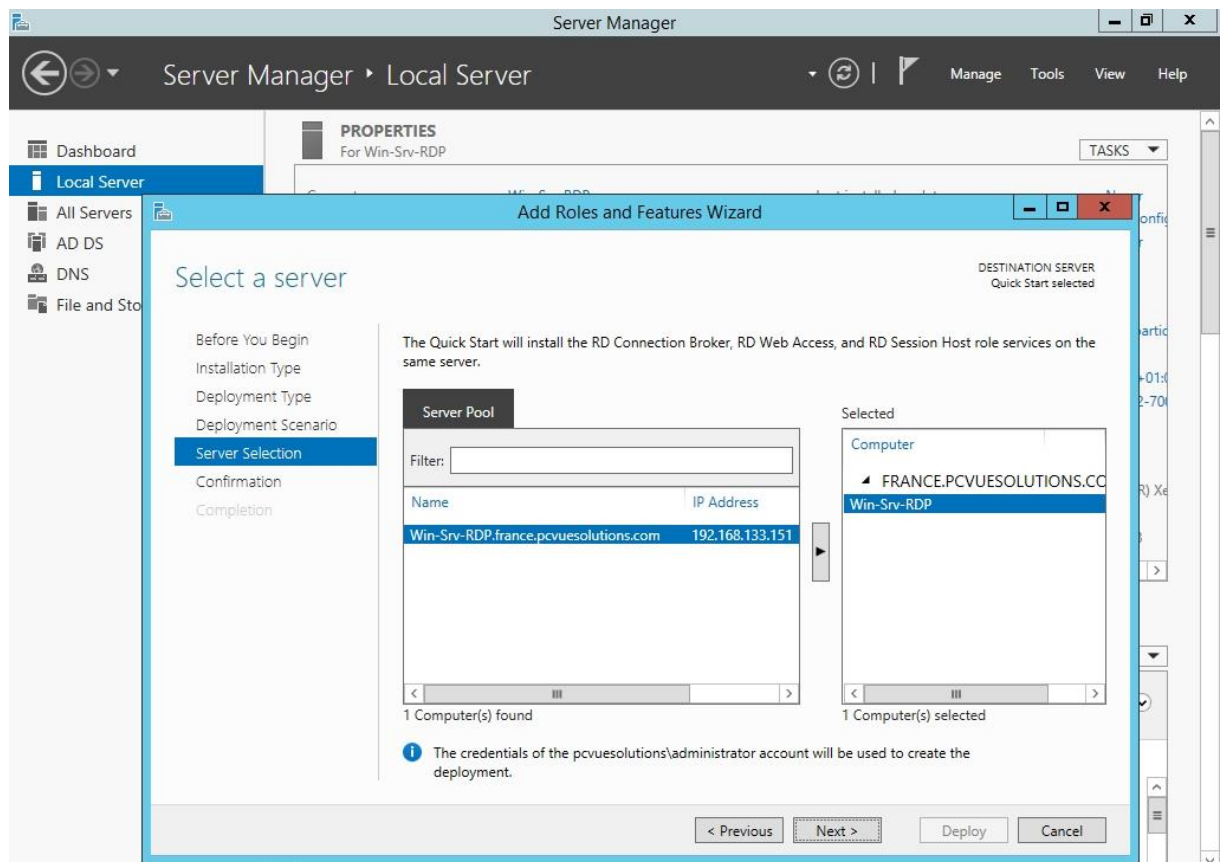 Server Manager
Server Manager • Local Server
Manage Tools View Help
Dashboard
Local Server
All Servers
AD DS
DNS
File and Sto
PROPERTIES
For Win-Srv-RDP
TASKS
Add Roles and Features Wizard
Select a server
DESTINATION SERVER
Quick Start selected
Before You Begin
Installation Type
Deployment Type
Deployment Scenario
Server Selection
Confirmation
Completion
The Quick Start will install the RD Connection Broker, RD Web Access, and RD Session Host role services on the
same server.
Server Pool
Filter:
Name IP Address
Win-Srv-RDP.france.pcvuesolutions.com 192.168.133.151
1 Computer(s) found
Selected
Computer
FRANCE.PCVUESOLUTIONS.CO
Win-Srv-RDP
1 Computer(s) selected
The credentials of the pcvuesolutions\administrator account will be used to create the
deployment.
< Previous Next > Deploy Cancel